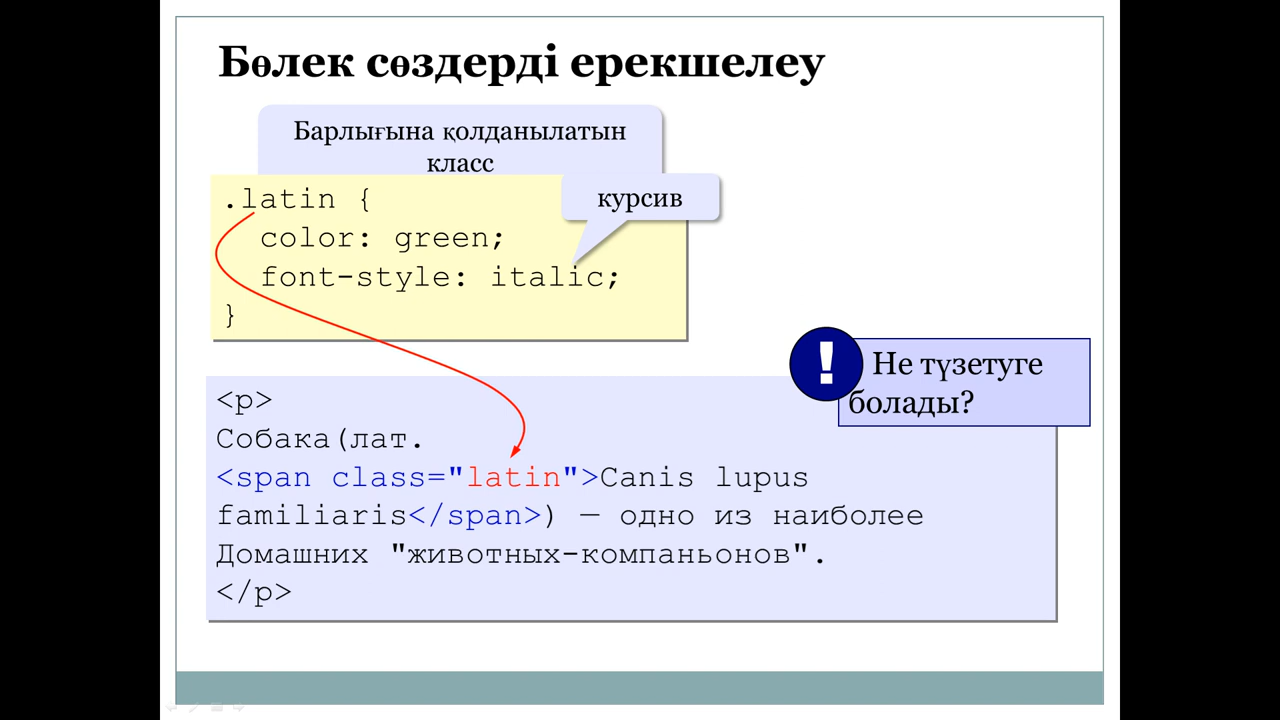 Бөлек сөздерді ерекшелеу
Барлығына қолданылатын
класс
.latin {
курсив
color: green;
font-style: italic;
}
! Не түзетуге
болады?
<p>
Собака(лат.
<span class="latin">Canis lupus
familiaris</span>) — одно из наиболее
Домашних "животных-компаньонов".
</p>